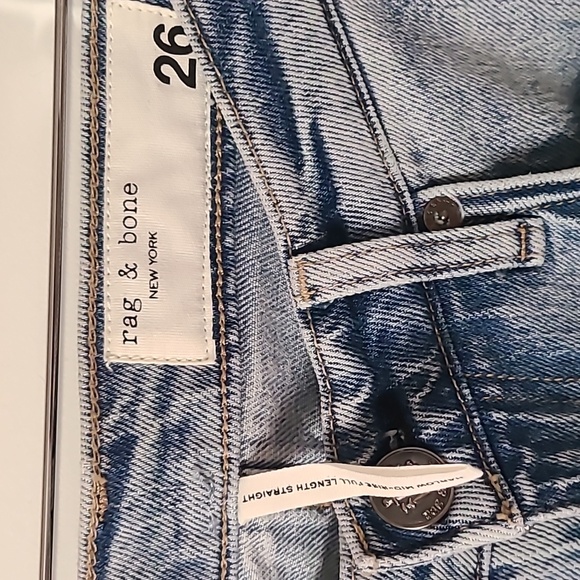 rag & bone
NEW YORK
26
HARLOW MID-RISE FULL LENGTH STRAIGHT